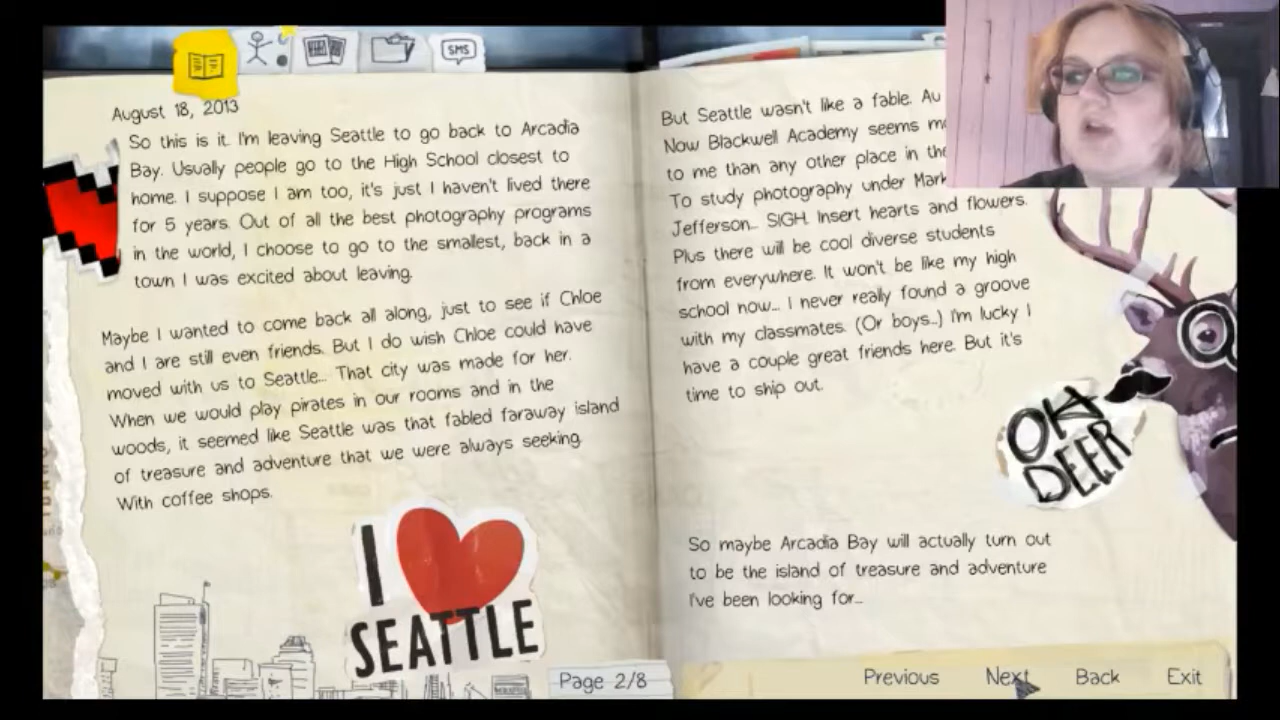 SMS
August 18, 2013
So this is it. I'm leaving Seattle to go back to Arcadia
Bay. Usually people go to the High School closest to
home. I suppose I am too, it's just I haven't lived there
for 5 years. Out of all the best photography programs
in the world, I choose to go to the smallest, back in a
town I was excited about leaving.
Maybe I wanted to come back all along, just to see if Chloe
and I are still even friends. But I do wish Chloe could have
moved with us to Seattle... That city was made for her.
When we would play pirates in our rooms and in the
woods, it seemed like Seattle was that fabled faraway island
of treasure and adventure that we were always seeking.
With coffee shops.
I
SEATTLE
Page 2/8
But Seattle wasn't like a fable. Au
Now Blackwell Academy seems m
to me than any other place in the
To study photography under Mark
Jefferson... SIGH. Insert hearts and flowers.
Plus there will be cool diverse students
from everywhere. It won't be like my high
school now... I never really found a groove
with my classmates. (Or boys...) I'm lucky I
have a couple great friends here. But it's
time to ship out.
OH
DEER
So maybe Arcadia Bay will actually turn out
to be the island of treasure and adventure
I've been looking for...
Previous Next Back Exit